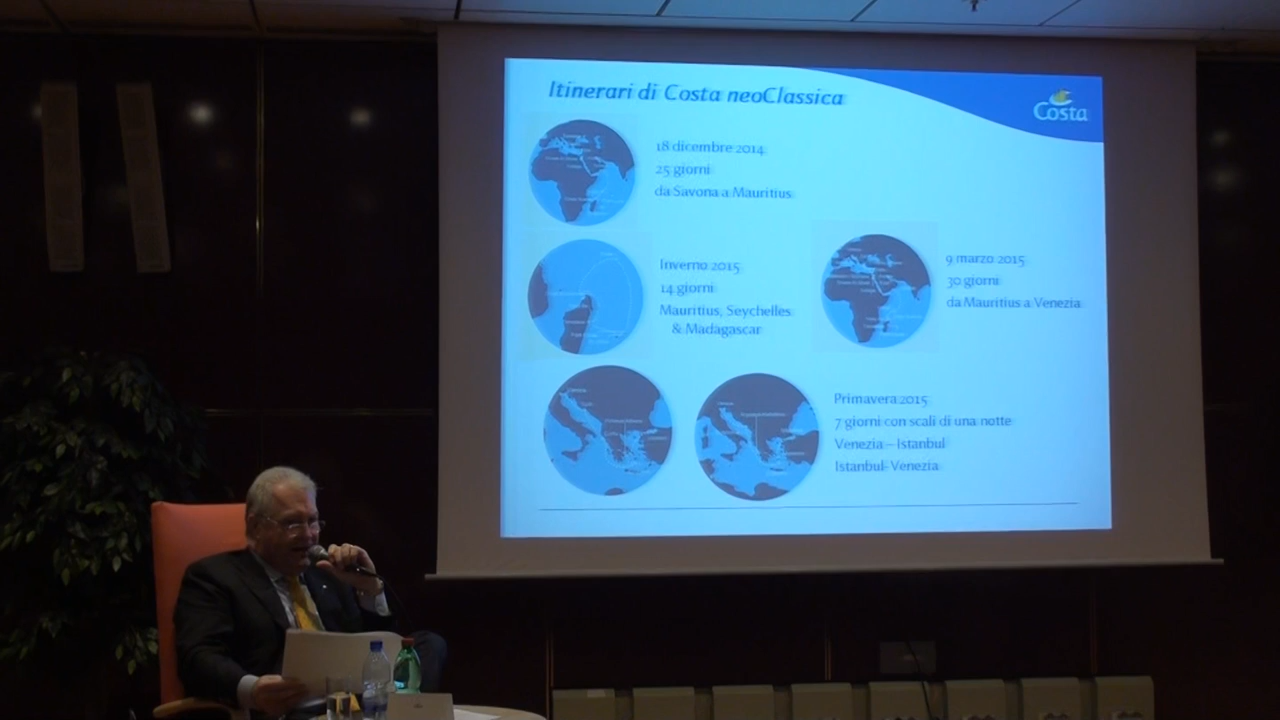 Itinerari di Costa neoClassica
Costa
18 dicembre 2014
25 giorni
da Savona a Mauritius
Inverno 2015
14 giorni
Mauritius, Seychelles
& Madagascar
9 marzo 2015
30 giorni
da Mauritius a Venezia
Primavera 2015
7 giorni con scali di una notte
Venezia – Istanbul
Istanbul- Venezia